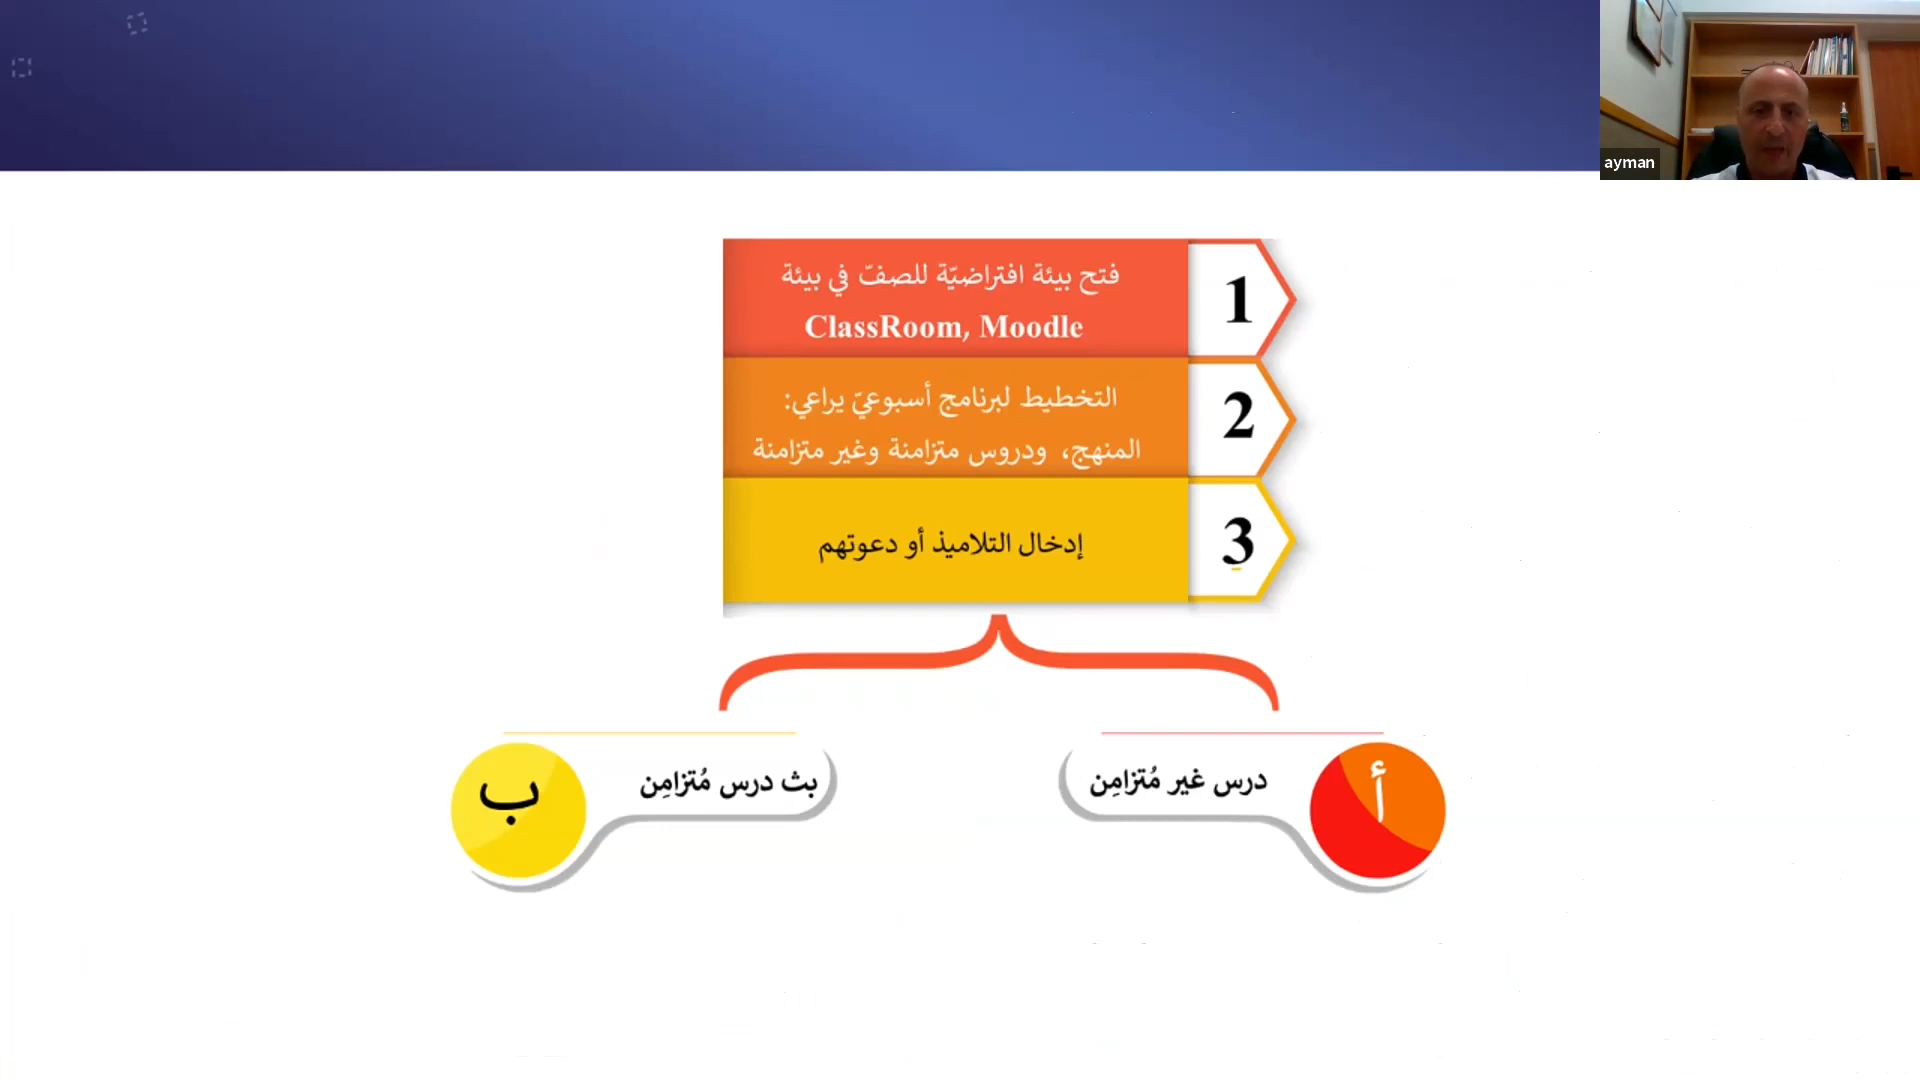 ayman
1
فتح بيئة افتراضيّة للصفّ في بيئة
ClassRoom, Moodle
2
التخطيط لبرنامج أسبوعيّ يراعي:
المنهج، ودروس متزامنة وغير متزامنة
3
إدخال التلاميذ أو دعوتهم
أ
درس غير مُتزامِن
ب
بث درس مُتزامِن